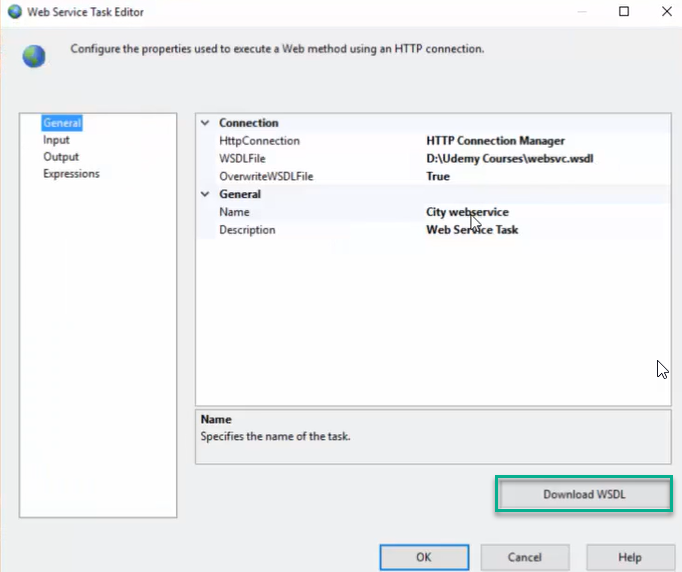 Web Service Task Editor
Configure the properties used to execute a Web method using an HTTP connection.
General
Input
Output
Expressions
Connection
HttpConnection HTTP Connection Manager
WSDLFile D:\Udemy Courses\websvc.wsdl
OverwriteWSDLFile True
General
Name City webservice
Description Web Service Task
Name
Specifies the name of the task.
Download WSDL
OK Cancel Help